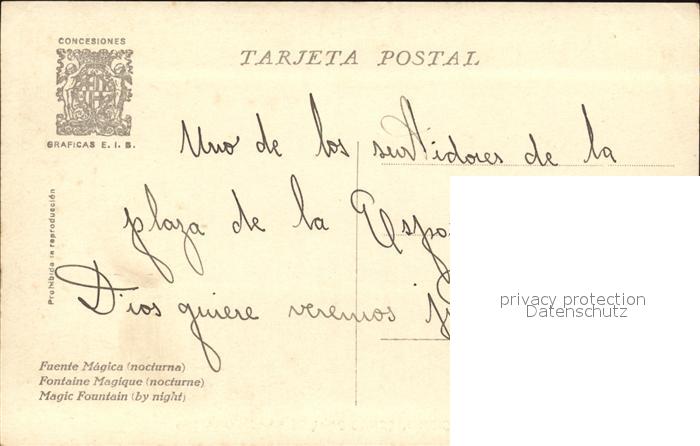 CONCESIONES
TARJETA POSTAL
GRAFICAS E. I. B.
Prohibida la reproducción
Uno de los surtidores de la
plaza de la Espa
Dios quiere veremos
privacy protection
Datenschutz
Fuente Mágica (nocturna)
Fontaine Magique (nocturne)
Magic Fountain (by night)